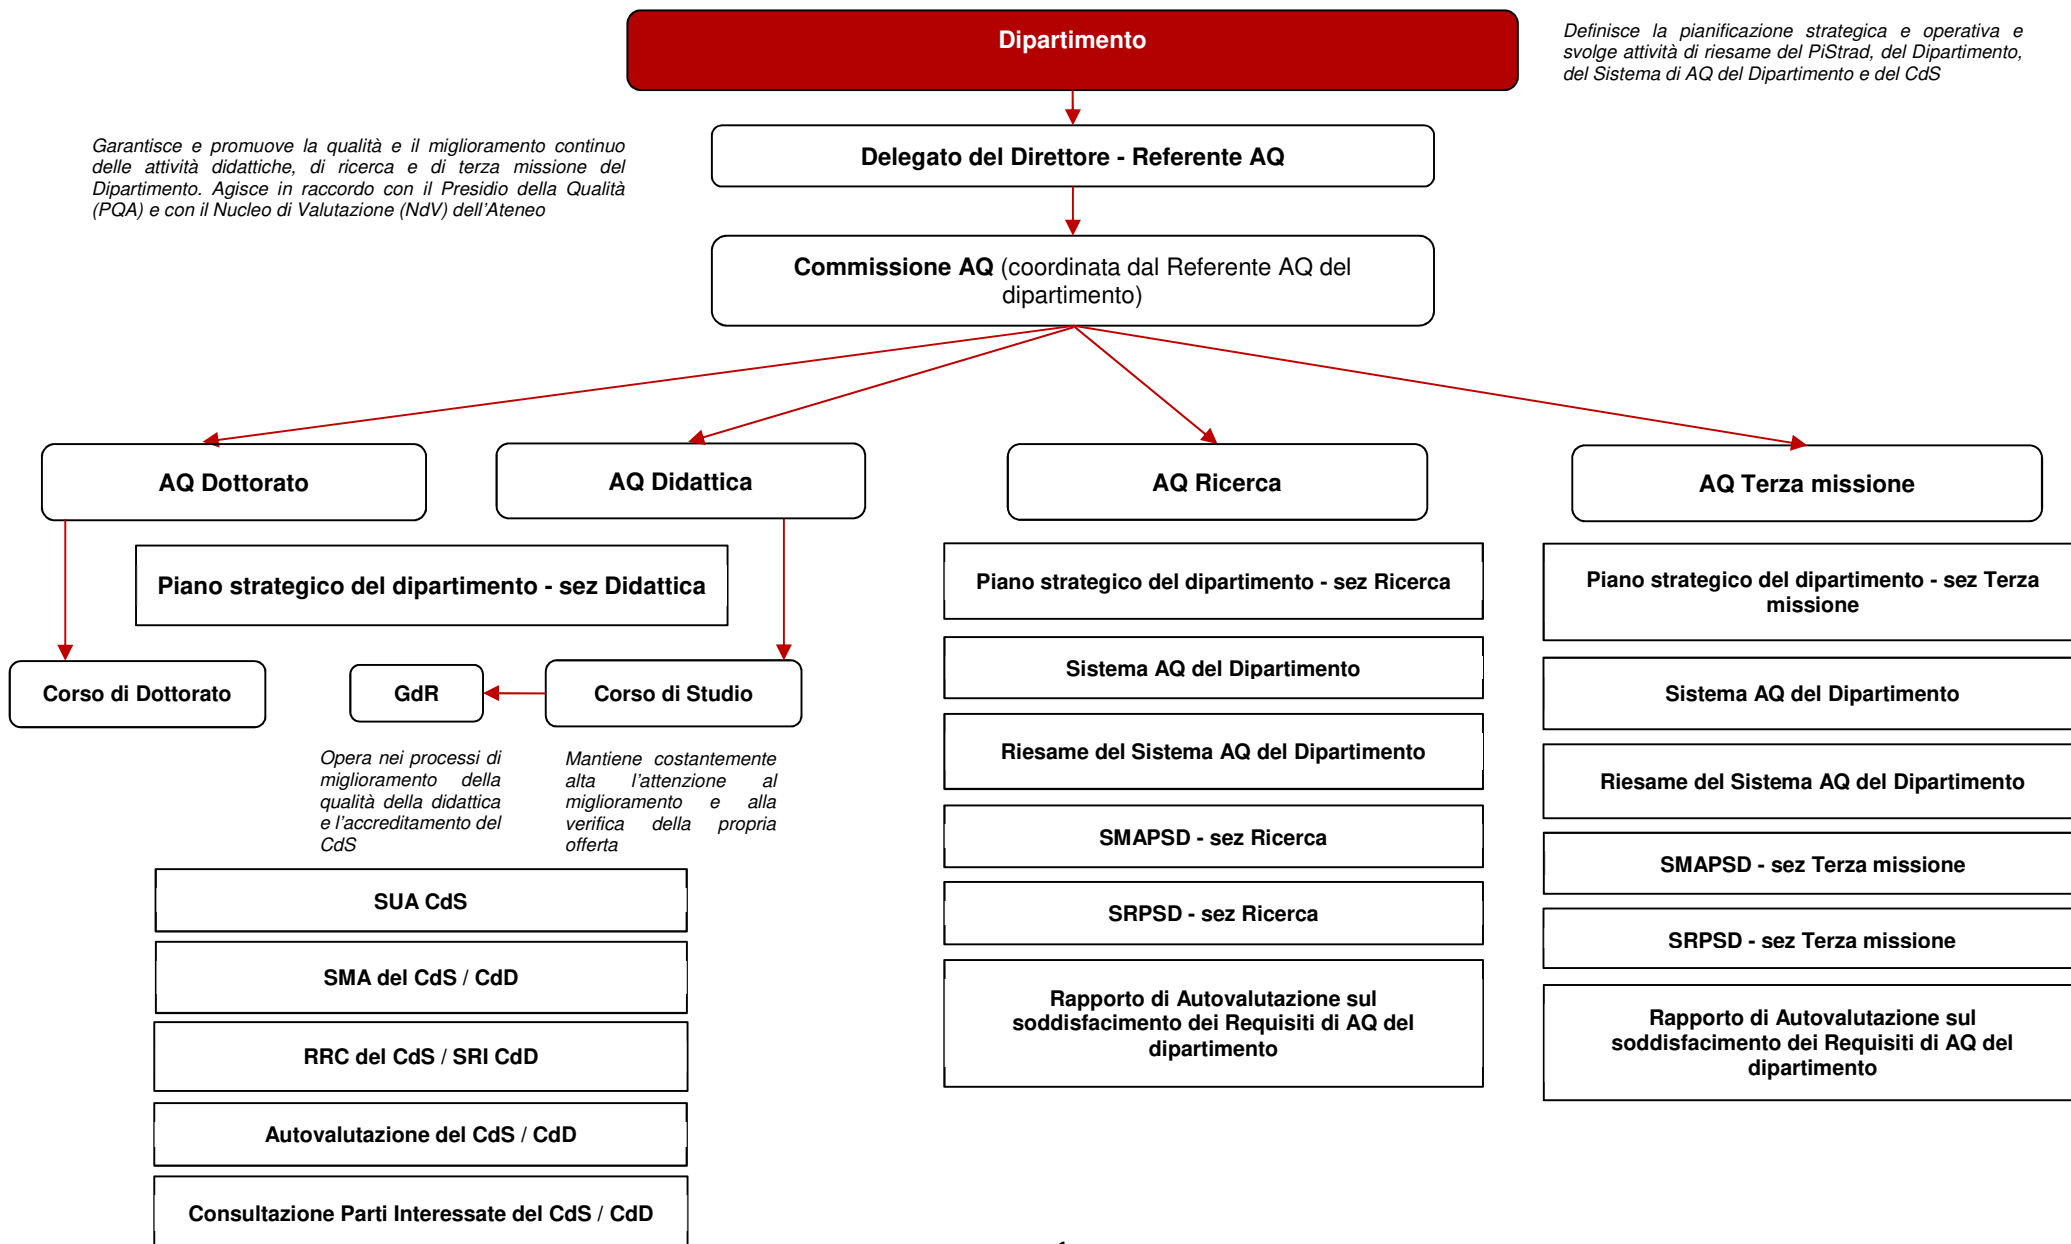 Dipartimento
Definisce la pianificazione strategica e operativa e
svolge attività di riesame del PiStrad, del Dipartimento,
del Sistema di AQ del Dipartimento e del CdS
Garantisce e promuove la qualità e il miglioramento continuo
delle attività didattiche, di ricerca e di terza missione del
Dipartimento. Agisce in raccordo con il Presidio della Qualità
(PQA) e con il Nucleo di Valutazione (NdV) dell'Ateneo
Delegato del Direttore - Referente AQ
Commissione AQ (coordinata dal Referente AQ del
dipartimento)
AQ Dottorato
AQ Didattica
AQ Ricerca
AQ Terza missione
Piano strategico del dipartimento - sez Didattica
Corso di Dottorato
GdR
Corso di Studio
Opera nei processi di
miglioramento della
qualità della didattica
e l'accreditamento del
CdS
Mantiene costantemente
alta l'attenzione al
miglioramento e alla
verifica della propria
offerta
SUA CdS
SMA del CdS / CdD
RRC del CdS / SRI CdD
Autovalutazione del CdS / CdD
Consultazione Parti Interessate del CdS / CdD
Piano strategico del dipartimento - sez Ricerca
Sistema AQ del Dipartimento
Riesame del Sistema AQ del Dipartimento
SMAPSD - sez Ricerca
SRPSD - sez Ricerca
Rapporto di Autovalutazione sul
soddisfacimento dei Requisiti di AQ del
dipartimento
Piano strategico del dipartimento - sez Terza
missione
Sistema AQ del Dipartimento
Riesame del Sistema AQ del Dipartimento
SMAPSD - sez Terza missione
SRPSD - sez Terza missione
Rapporto di Autovalutazione sul
soddisfacimento dei Requisiti di AQ del
dipartimento